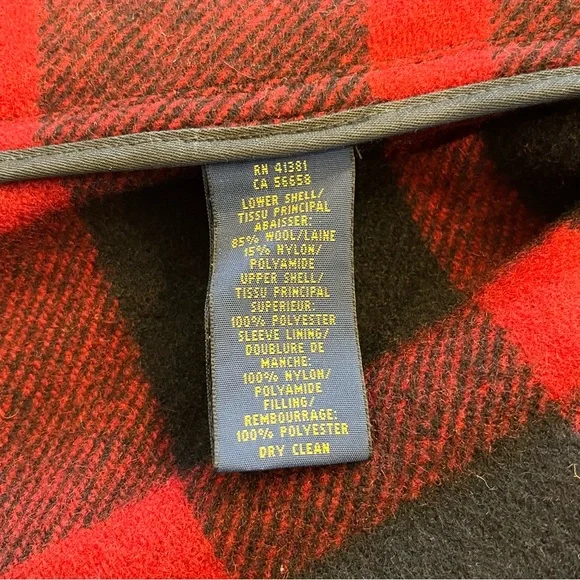 RN 41381
CA 56658
LOWER SHELL/
TISSU PRINCIPAL
ABAISSER:
85% WOOL/LAINE
15% NYLON/
POLYAMIDE
UPPER SHELL/
TISSU PRINCIPAL
SUPERIEUR:
100% POLYESTER
SLEEVE LINING/
DOUBLURE DE
MANCHE:
100% NYLON/
POLYAMIDE
FILLING/
REMBOURRAGE:
100% POLYESTER
DRY CLEAN